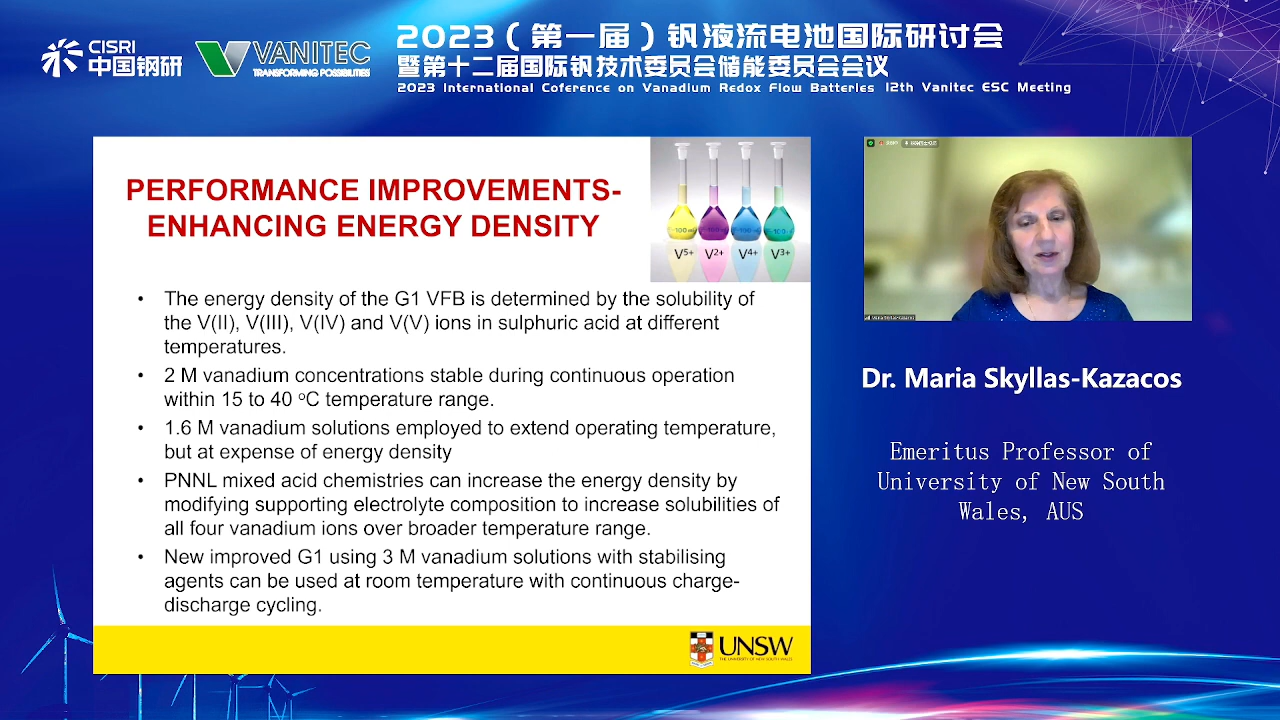 CISRI
中国钢研
VANITEC
TRANSFORMING POSSIBILITIES
2023（第一届）钒液流电池国际研讨会
暨第十二届国际钒技术委员会储能委员会会议
2023 International Coference on Vanadium Redox Flow Batteries 12th Vanitec ESC Meeting
PERFORMANCE IMPROVEMENTS-
ENHANCING ENERGY DENSITY
V5+ V2+ V4+ V3+
• The energy density of the G1 VFB is determined by the solubility of
the V(II), V(III), V(IV) and V(V) ions in sulphuric acid at different
temperatures.
• 2 M vanadium concentrations stable during continuous operation
within 15 to 40 ºC temperature range.
• 1.6 M vanadium solutions employed to extend operating temperature,
but at expense of energy density
• PNNL mixed acid chemistries can increase the energy density by
modifying supporting electrolyte composition to increase solubilities of
all four vanadium ions over broader temperature range.
• New improved G1 using 3 M vanadium solutions with stabilising
agents can be used at room temperature with continuous charge-
discharge cycling.
UNSW
THE UNIVERSITY OF NEW SOUTH WALES
Dr. Maria Skyllas-Kazacos
Emeritus Professor of
University of New South
Wales, AUS